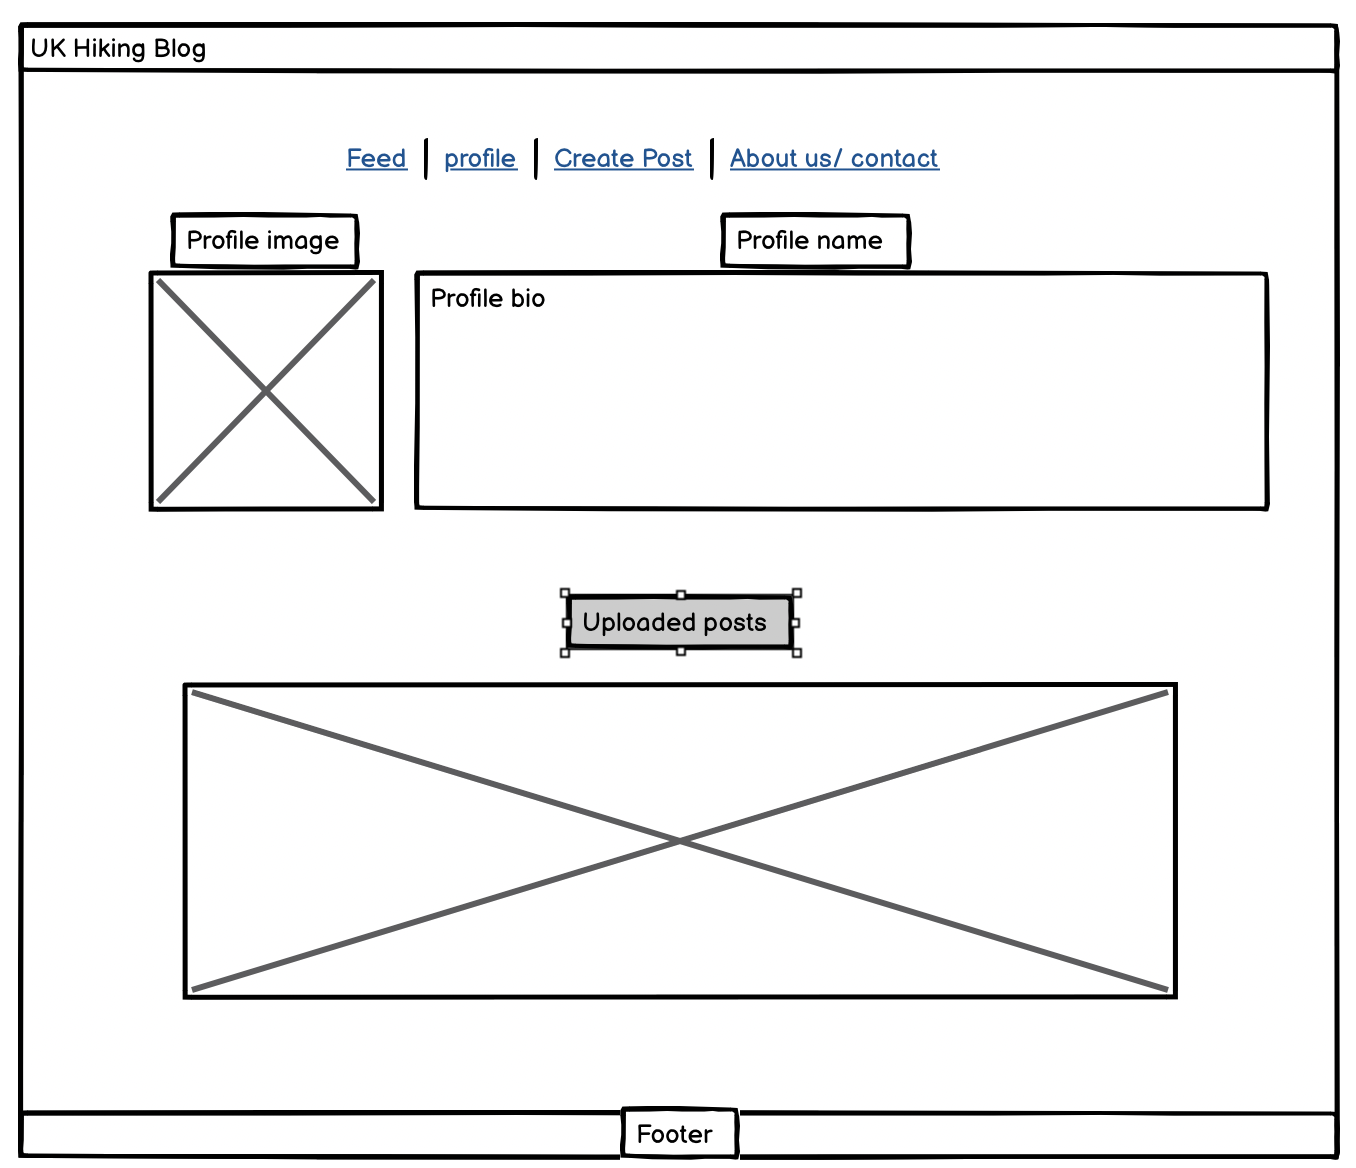 UK Hiking Blog
Feed | profile | Create Post | About us/ contact
Profile image
Profile name
Profile bio
Uploaded posts
Footer